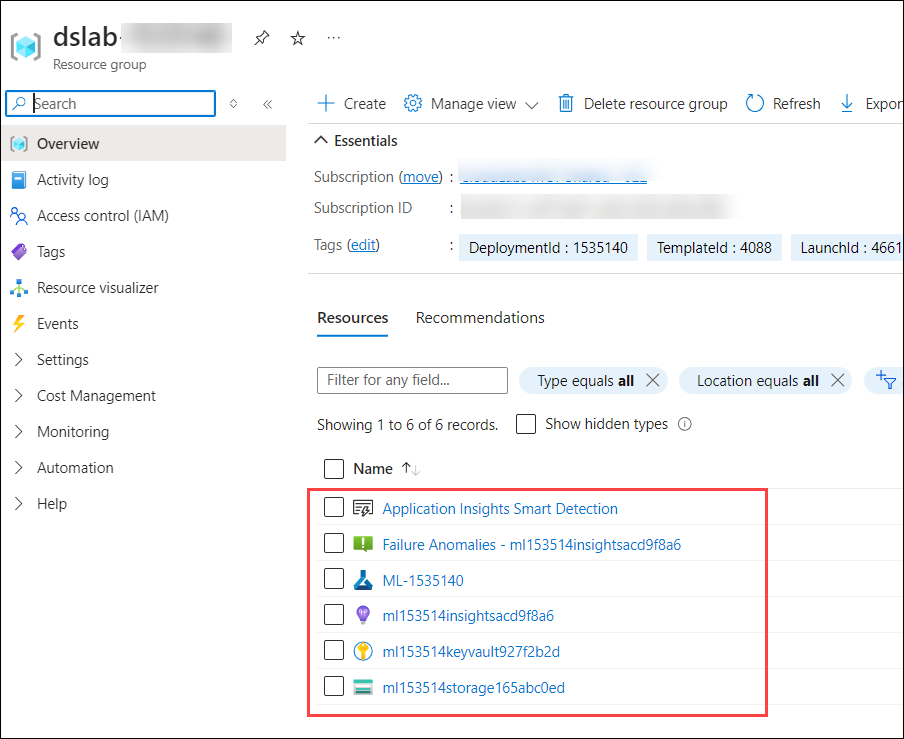 dslab-
Resource group
Search
Create Manage view Delete resource group Refresh Expor
Overview
Activity log
Access control (IAM)
Tags
Resource visualizer
Events
Settings
Cost Management
Monitoring
Automation
Help
Essentials
Subscription (move) :
Subscription ID :
Tags (edit) : DeploymentId : 1535140 TemplateId : 4088 LaunchId : 4661
Resources Recommendations
Filter for any field... Type equals all Location equals all
Showing 1 to 6 of 6 records. Show hidden types
Name
Application Insights Smart Detection
Failure Anomalies - ml153514insightsacd9f8a6
ML-1535140
ml153514insightsacd9f8a6
ml153514keyvault927f2b2d
ml153514storage165abc0ed